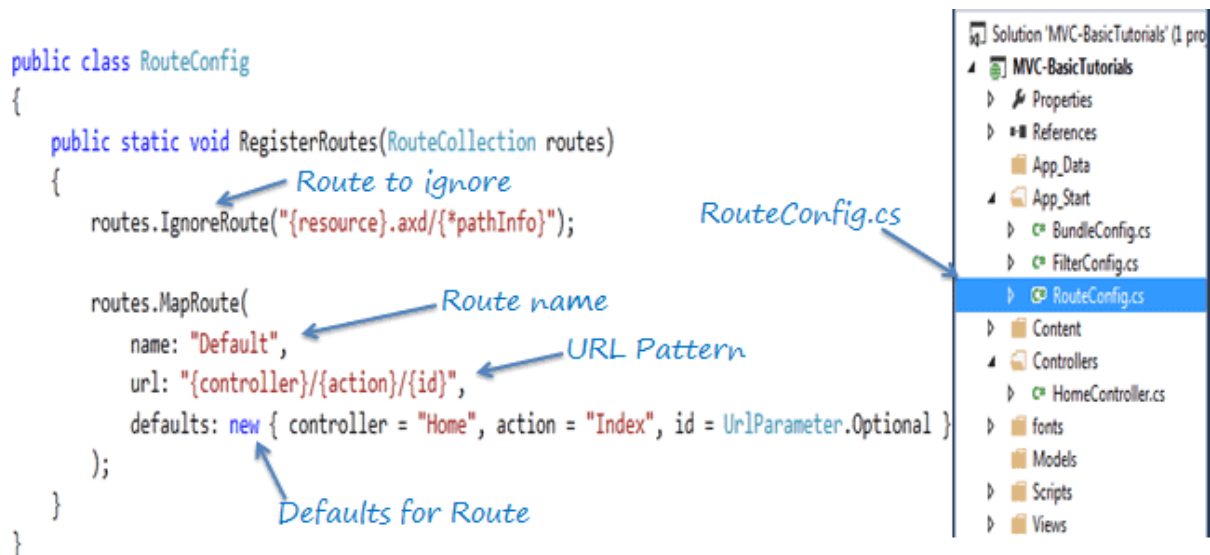 public class RouteConfig
{
public static void RegisterRoutes(RouteCollection routes)
{
Route to ignore
routes.IgnoreRoute("{resource}.axd/{*pathInfo}");
routes.MapRoute(
Route name
name: "Default",
URL Pattern
url: "{controller}/{action}/{id}",
defaults: new { controller = "Home", action = "Index", id = UrlParameter.Optional }
);
Defaults for Route
}
}
RouteConfig.cs
Solution 'MVC-BasicTutorials' (1 pro
MVC-BasicTutorials
Properties
References
App_Data
App_Start
C# BundleConfig.cs
C# FilterConfig.cs
C# RouteConfig.cs
Content
Controllers
C# HomeController.cs
fonts
Models
Scripts
Views